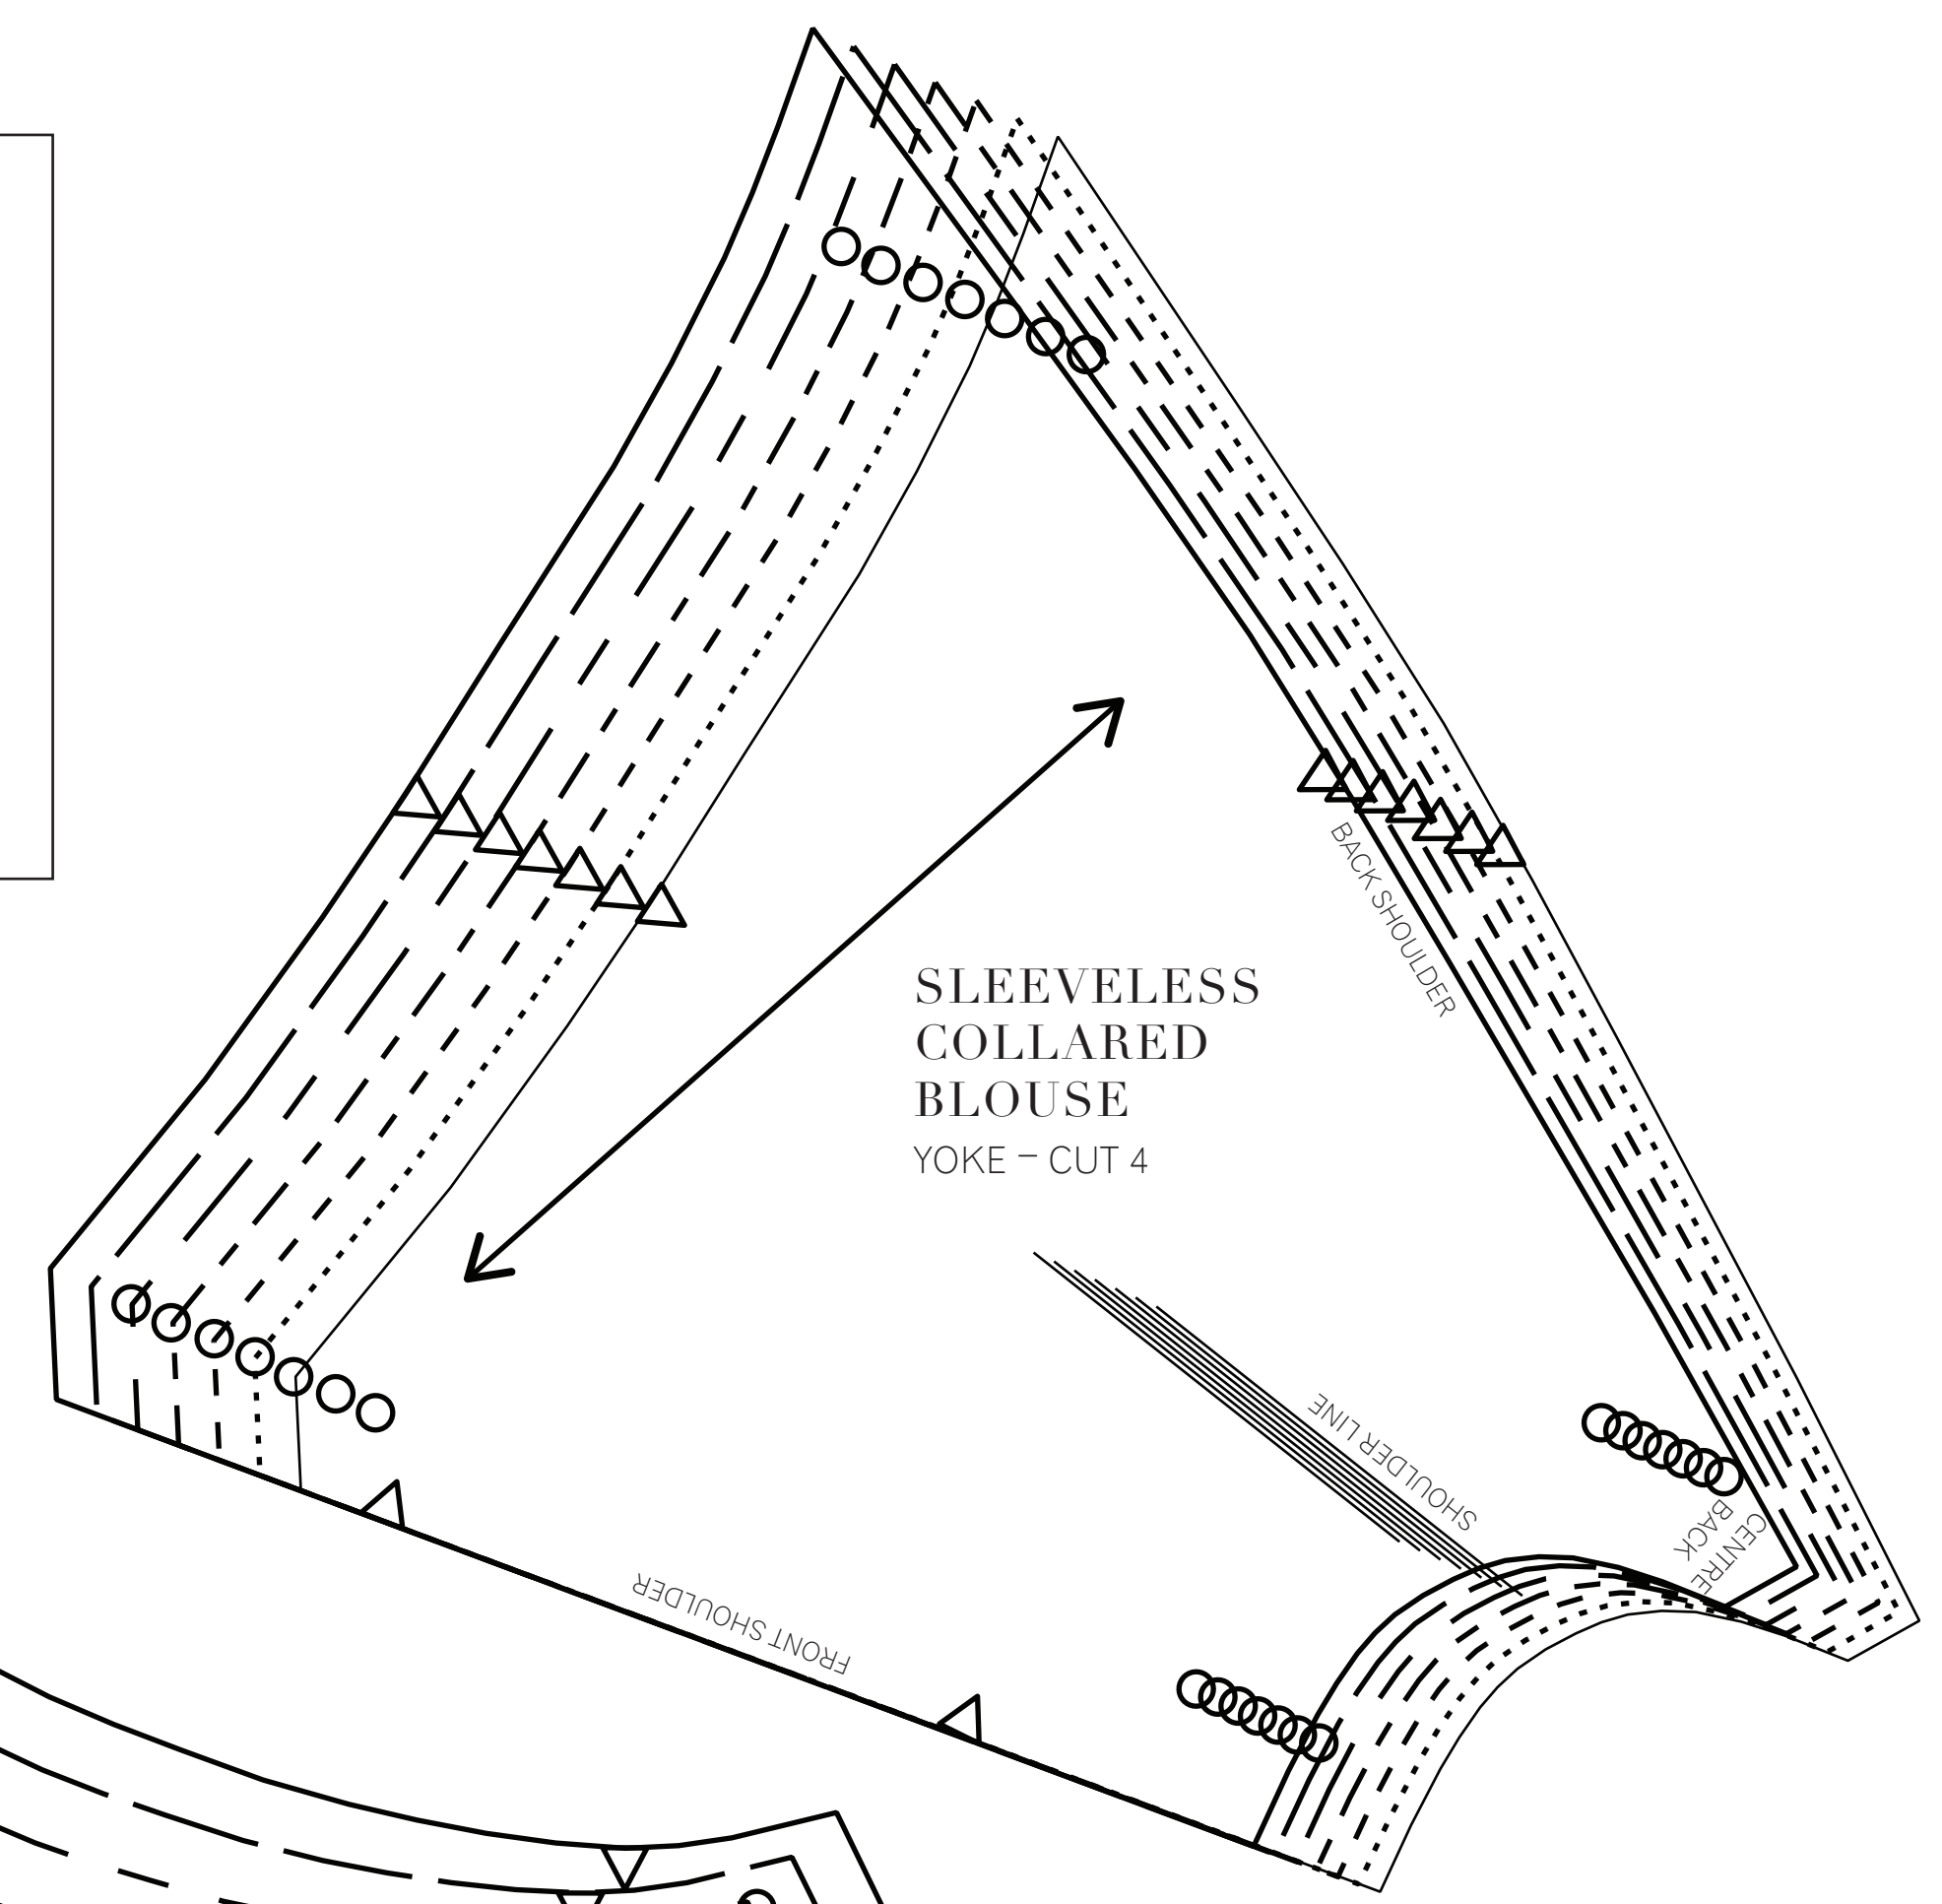 SLEEVELESS
COLLARED
BLOUSE
YOKE – CUT 4
BACK SHOULDER
SHOULDER LINE
CENTRE
BACK
FRONT SHOULDER